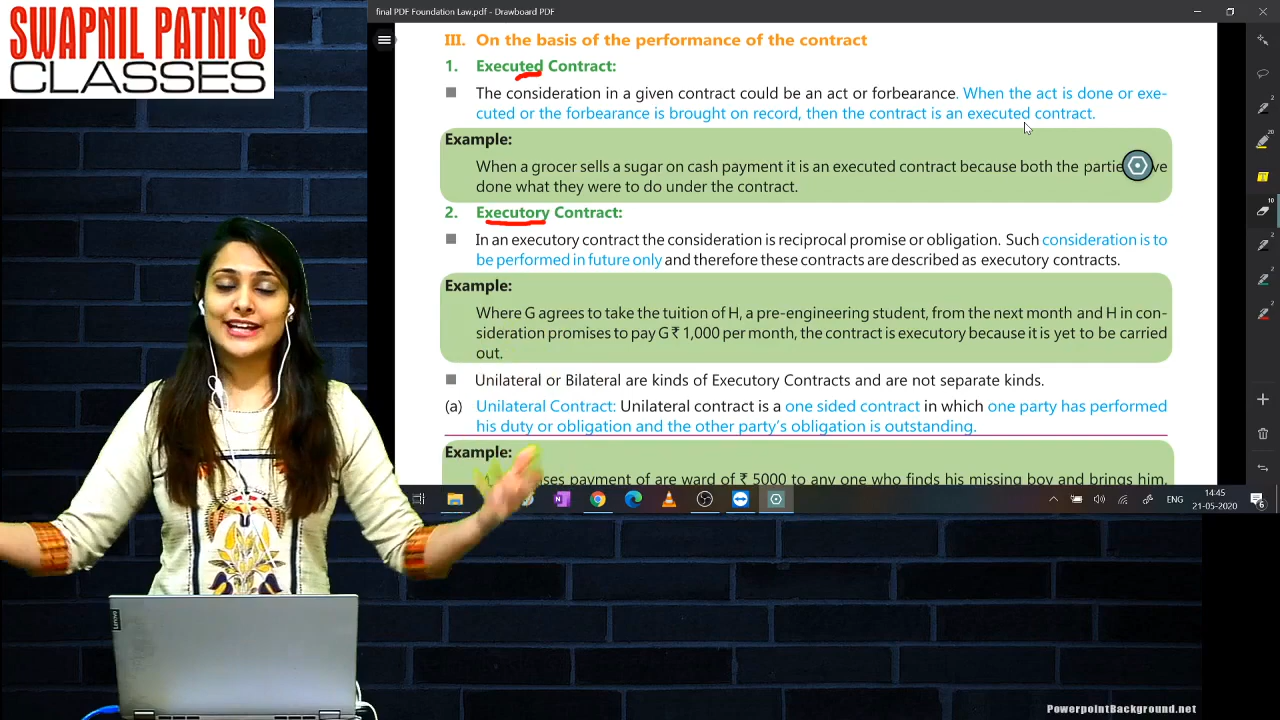 SWAPNIL PATNI'S
CLASSES
final PDF Foundation Law.pdf - Drawboard PDF
III. On the basis of the performance of the contract
1. Executed Contract:
The consideration in a given contract could be an act or forbearance. When the act is done or exe-
cuted or the forbearance is brought on record, then the contract is an executed contract.
Example:
When a grocer sells a sugar on cash payment it is an executed contract because both the parties
done what they were to do under the contract.
2. Executory Contract:
In an executory contract the consideration is reciprocal promise or obligation. Such consideration is to
be performed in future only and therefore these contracts are described as executory contracts.
Example:
Where G agrees to take the tuition of H, a pre-engineering student, from the next month and H in con-
sideration promises to pay G ₹ 1,000 per month, the contract is executory because it is yet to be carried
out.
Unilateral or Bilateral are kinds of Executory Contracts and are not separate kinds.
(a) Unilateral Contract: Unilateral contract is a one sided contract in which one party has performed
his duty or obligation and the other party's obligation is outstanding.
Example:
payment of are ward of ₹ 5000 to any one who finds his missing boy and brings him.
ENG
14:45
21-05-2020
Lenovo
PowerpointBackground.net